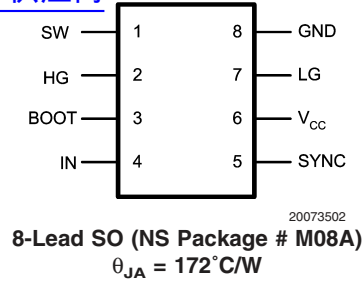 SW 1 8 GND
HG 2 7 LG
BOOT 3 6 VCC
IN 4 5 SYNC
20073502
8-Lead SO (NS Package # M08A)
θJA = 172˚C/W